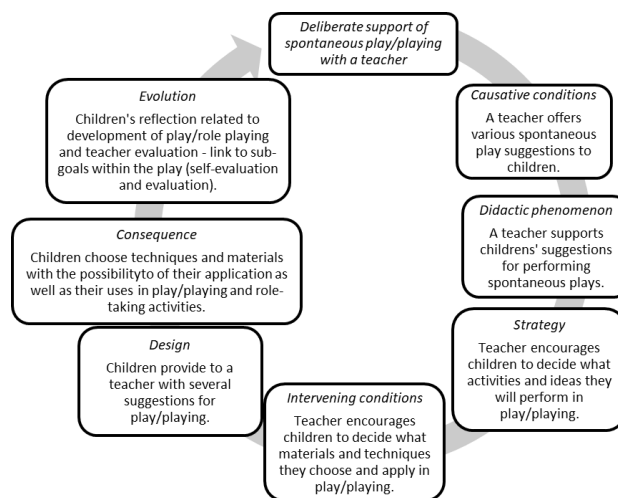 Deliberate support of
spontaneous play/playing
with a teacher
Causative conditions
A teacher offers
various spontaneous
play suggestions to
children.
Didactic phenomenon
A teacher supports
childrens' suggestions
for performing
spontaneous plays.
Strategy
Teacher encourages
children to decide what
activities and ideas they
will perform in
play/playing.
Intervening conditions
Teacher encourages
children to decide what
materials and techniques
they choose and apply in
play/playing.
Design
Children provide to a
teacher with several
suggestions for
play/playing.
Consequence
Children choose techniques and materials
with the possibilityto of their application as
well as their uses in play/playing and role-
taking activities.
Evolution
Children's reflection related to
development of play/role playing
and teacher evaluation - link to sub-
goals within the play (self-evaluation
and evaluation).